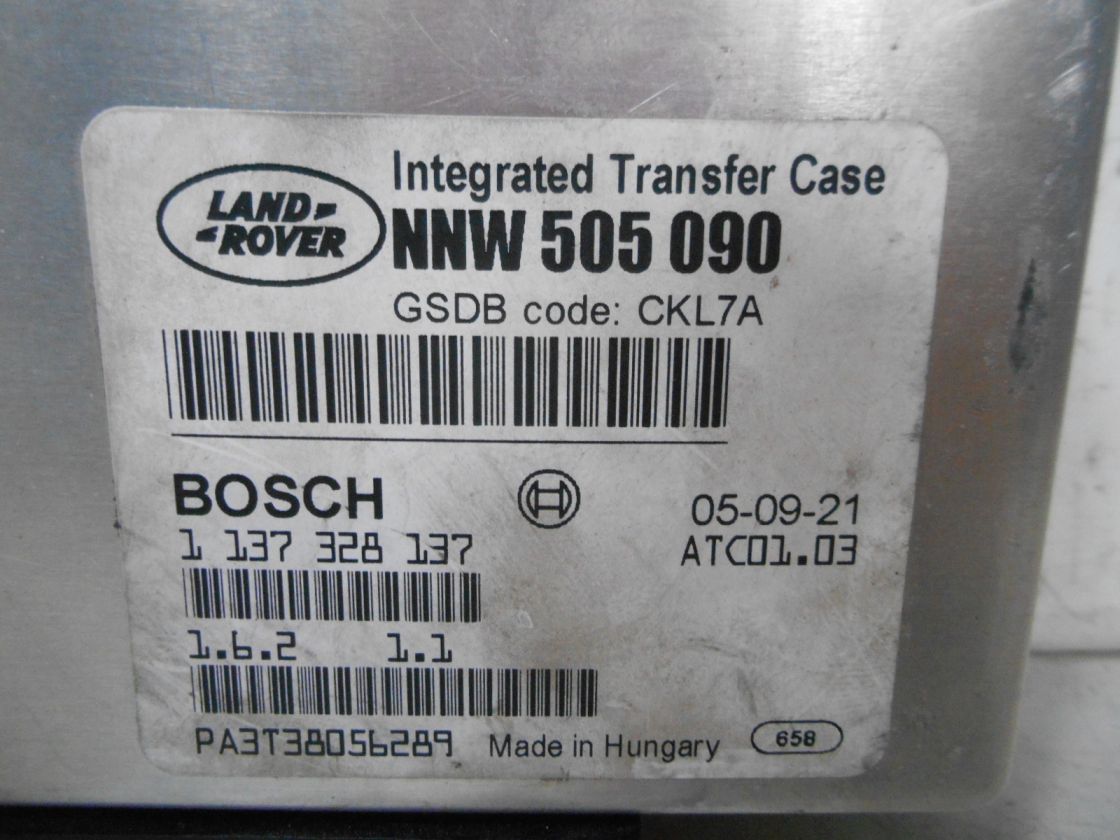 LAND
ROVER
Integrated Transfer Case
NNW 505 090
GSDB code: CKL7A
BOSCH
05-09-21
1 137 328 137
ATC01.03
1.6.2 1.1
PA3T38056289
Made in Hungary
658